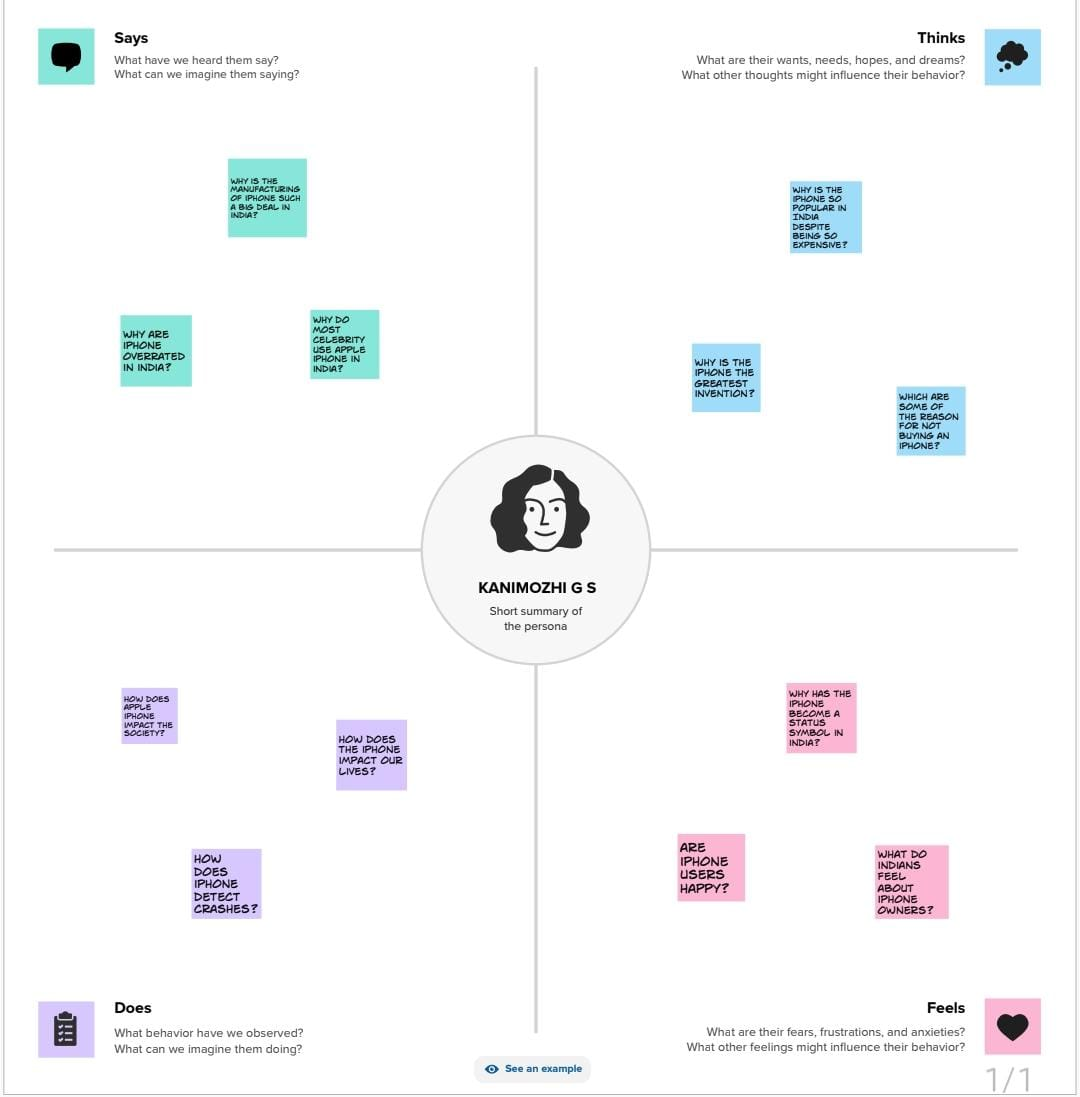 Says
What have we heard them say?
What can we imagine them saying?
Thinks
What are their wants, needs, hopes, and dreams?
What other thoughts might influence their behavior?
WHY IS THE
MANUFACTURING
OF IPHONE SUCH
A BIG DEAL IN
INDIA?
WHY ARE
IPHONE
OVERRATED
IN INDIA?
WHY DO
MOST
CELEBRITY
USE APPLE
IPHONE IN
INDIA?
WHY IS THE
IPHONE SO
POPULAR IN
INDIA
DESPITE
BEING SO
EXPENSIVE?
WHY IS THE
IPHONE THE
GREATEST
INVENTION?
WHICH ARE
SOME OF
THE REASON
FOR NOT
BUYING AN
IPHONE?
KANIMOZHI G S
Short summary of
the persona
HOW DOES
APPLE
IPHONE
IMPACT THE
SOCIETY?
HOW DOES
THE IPHONE
IMPACT OUR
LIVES?
HOW
DOES
IPHONE
DETECT
CRASHES?
WHY HAS THE
IPHONE
BECOME A
STATUS
SYMBOL IN
INDIA?
ARE
IPHONE
USERS
HAPPY?
WHAT DO
INDIANS
FEEL
ABOUT
IPHONE
OWNERS?
Does
What behavior have we observed?
What can we imagine them doing?
Feels
What are their fears, frustrations, and anxieties?
What other feelings might influence their behavior?
See an example
1/1